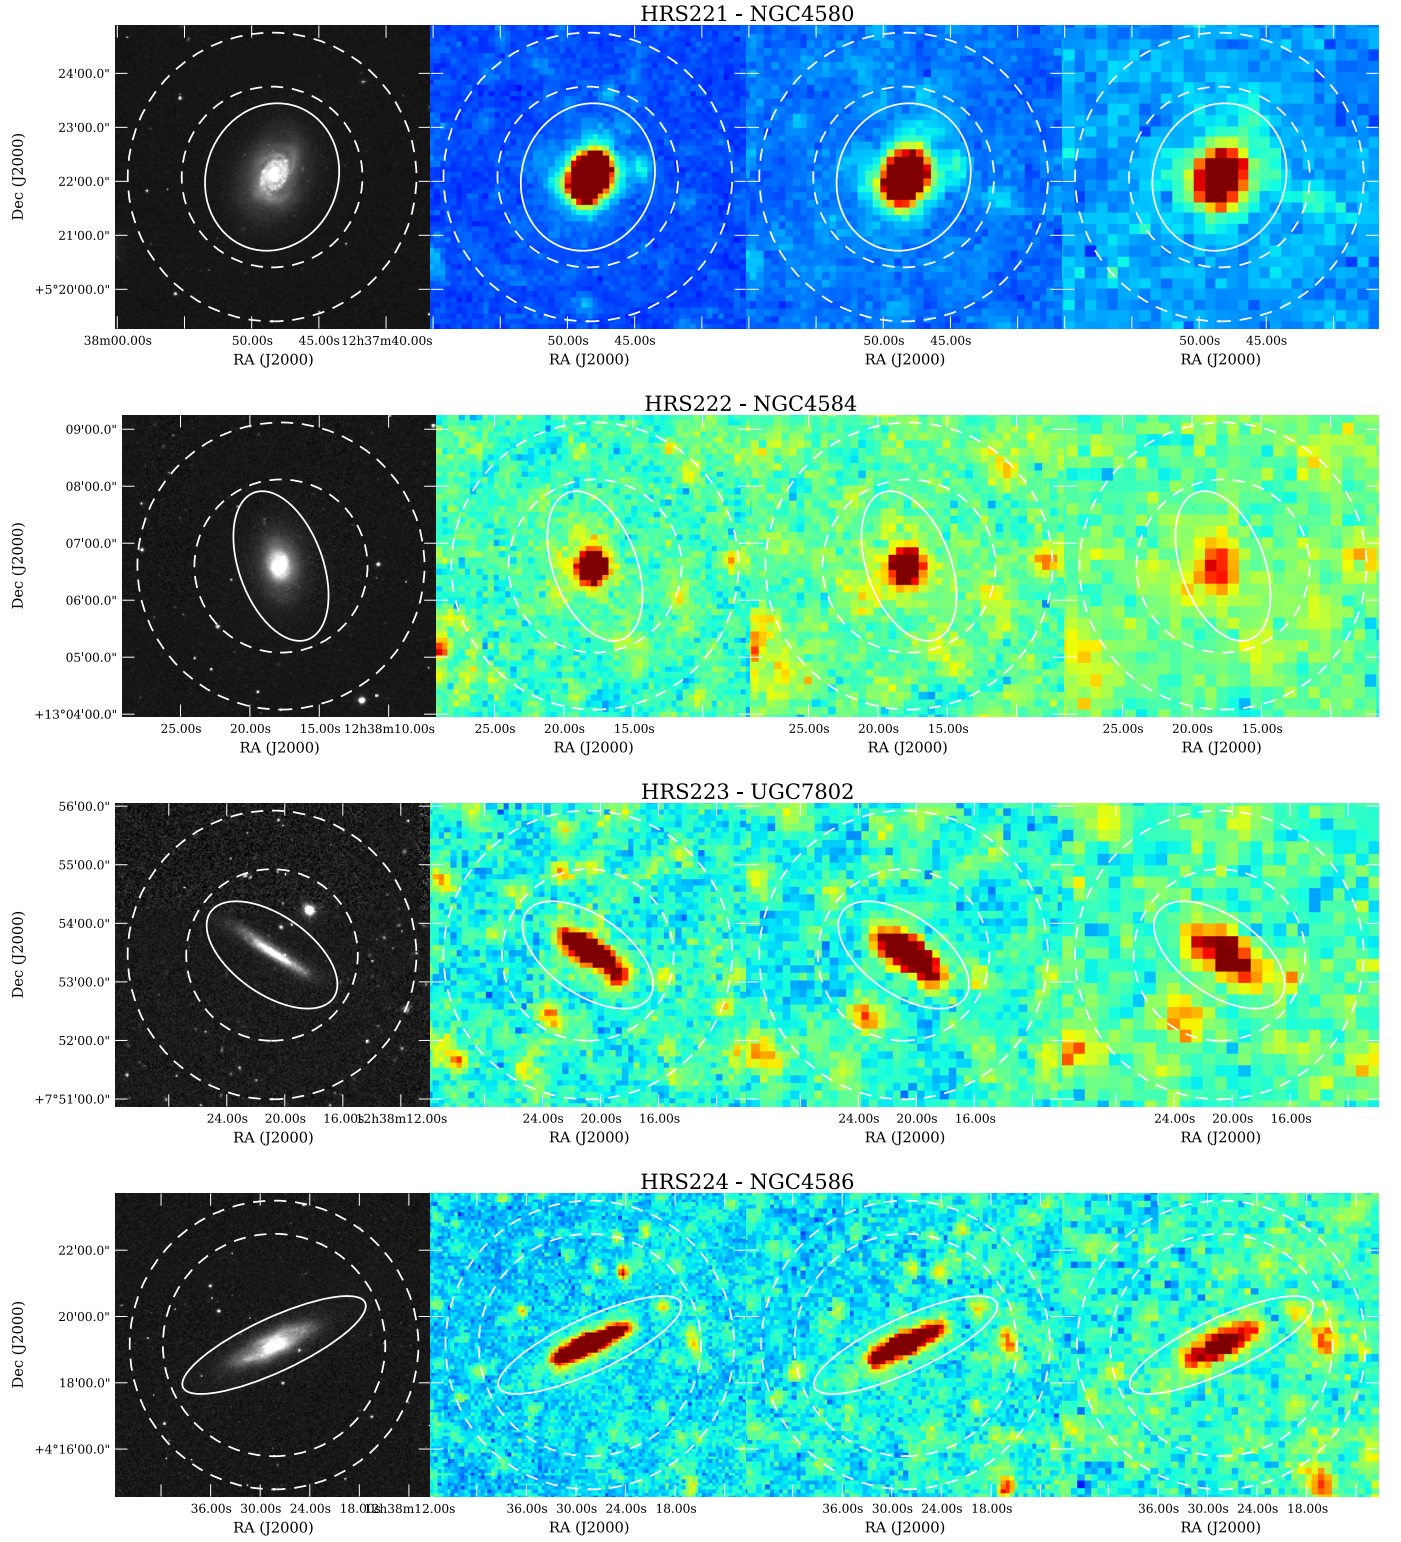 HRS221 - NGC4580
24'00.0"
23'00.0"
22'00.0"
21'00.0"
+5°20'00.0"
Dec (J2000)
38m00.00s 50.00s 45.00s 12h37m40.00s 50.00s 45.00s 50.00s 45.00s 50.00s 45.00s
RA (J2000) RA (J2000) RA (J2000) RA (J2000)
HRS222 - NGC4584
09'00.0"
08'00.0"
07'00.0"
06'00.0"
05'00.0"
+13°04'00.0"
Dec (J2000)
25.00s 20.00s 15.00s 12h38m10.00s 25.00s 20.00s 15.00s 25.00s 20.00s 15.00s 25.00s 20.00s 15.00s
RA (J2000) RA (J2000) RA (J2000) RA (J2000)
HRS223 - UGC7802
56'00.0"
55'00.0"
54'00.0"
53'00.0"
52'00.0"
+7°51'00.0"
Dec (J2000)
24.00s 20.00s 16.00s 12h38m12.00s 24.00s 20.00s 16.00s 24.00s 20.00s 16.00s 24.00s 20.00s 16.00s
RA (J2000) RA (J2000) RA (J2000) RA (J2000)
HRS224 - NGC4586
22'00.0"
20'00.0"
18'00.0"
+4°16'00.0"
Dec (J2000)
36.00s 30.00s 24.00s 18.00s 12h38m12.00s 36.00s 30.00s 24.00s 18.00s 36.00s 30.00s 24.00s 18.00s 36.00s 30.00s 24.00s 18.00s
RA (J2000) RA (J2000) RA (J2000) RA (J2000)